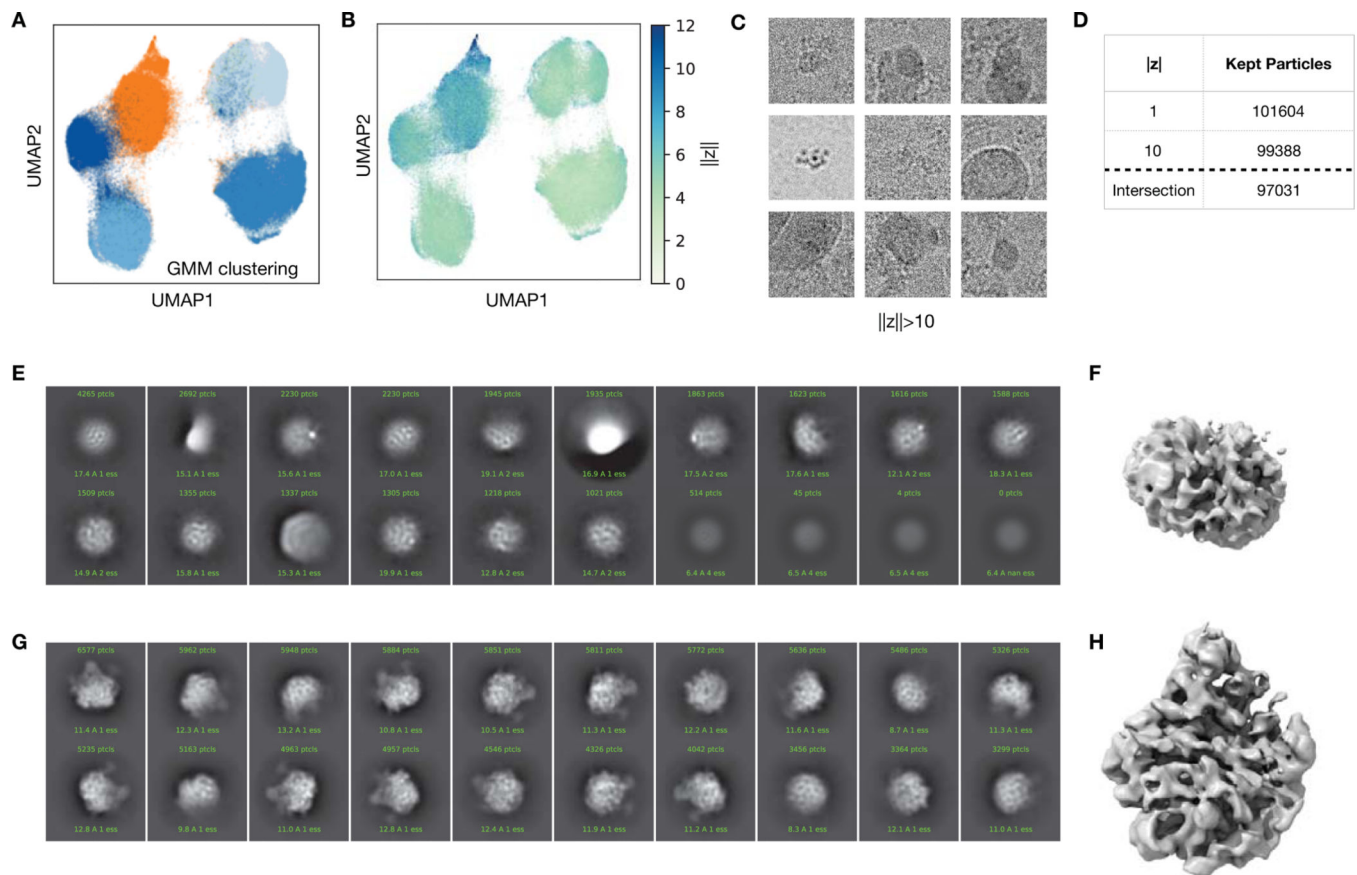 A
UMAP2
GMM clustering
UMAP1
B
UMAP1
12
10
8
6
4
2
0
||z||
C
||z||>10
D
|z| Kept Particles
1 101604
10 99388
Intersection 97031
E
4265 ptcls 2692 ptcls 2230 ptcls 2230 ptcls 1945 ptcls 1935 ptcls 1863 ptcls 1623 ptcls 1616 ptcls 1588 ptcls
17.4 A 1 ess 15.1 A 1 ess 15.6 A 1 ess 17.0 A 1 ess 19.1 A 2 ess 16.9 A 1 ess 17.5 A 2 ess 17.6 A 1 ess 12.1 A 2 ess 18.3 A 1 ess
1509 ptcls 1355 ptcls 1337 ptcls 1305 ptcls 1218 ptcls 1021 ptcls 514 ptcls 45 ptcls 4 ptcls 0 ptcls
14.9 A 2 ess 15.8 A 1 ess 15.3 A 1 ess 19.9 A 1 ess 12.8 A 2 ess 14.7 A 2 ess 6.4 A 4 ess 6.5 A 4 ess 6.5 A 4 ess 6.4 A nan ess
F
G
6577 ptcls 5962 ptcls 5948 ptcls 5884 ptcls 5851 ptcls 5811 ptcls 5772 ptcls 5636 ptcls 5486 ptcls 5326 ptcls
11.4 A 1 ess 12.3 A 1 ess 13.2 A 1 ess 10.8 A 1 ess 10.5 A 1 ess 11.3 A 1 ess 12.2 A 1 ess 11.6 A 1 ess 8.7 A 1 ess 11.3 A 1 ess
5235 ptcls 5163 ptcls 4963 ptcls 4957 ptcls 4546 ptcls 4326 ptcls 4042 ptcls 3456 ptcls 3364 ptcls 3299 ptcls
12.8 A 1 ess 9.8 A 1 ess 11.0 A 1 ess 12.8 A 1 ess 12.4 A 1 ess 11.9 A 1 ess 11.2 A 1 ess 8.3 A 1 ess 12.1 A 1 ess 11.0 A 1 ess
H